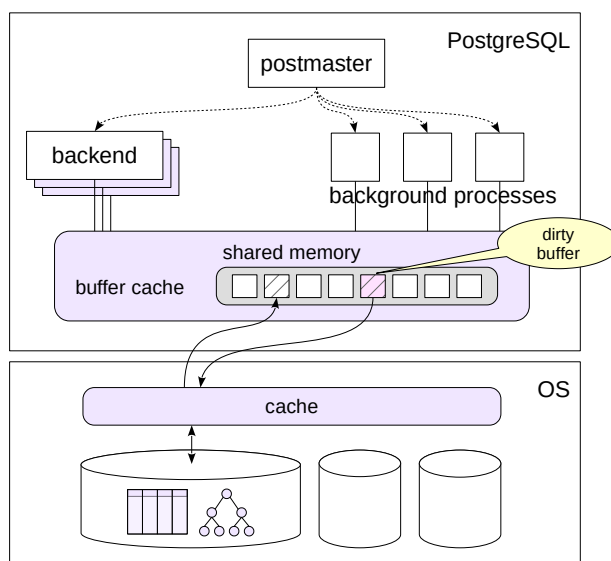 PostgreSQL
postmaster
backend
background processes
shared memory
dirty
buffer
buffer cache
OS
cache